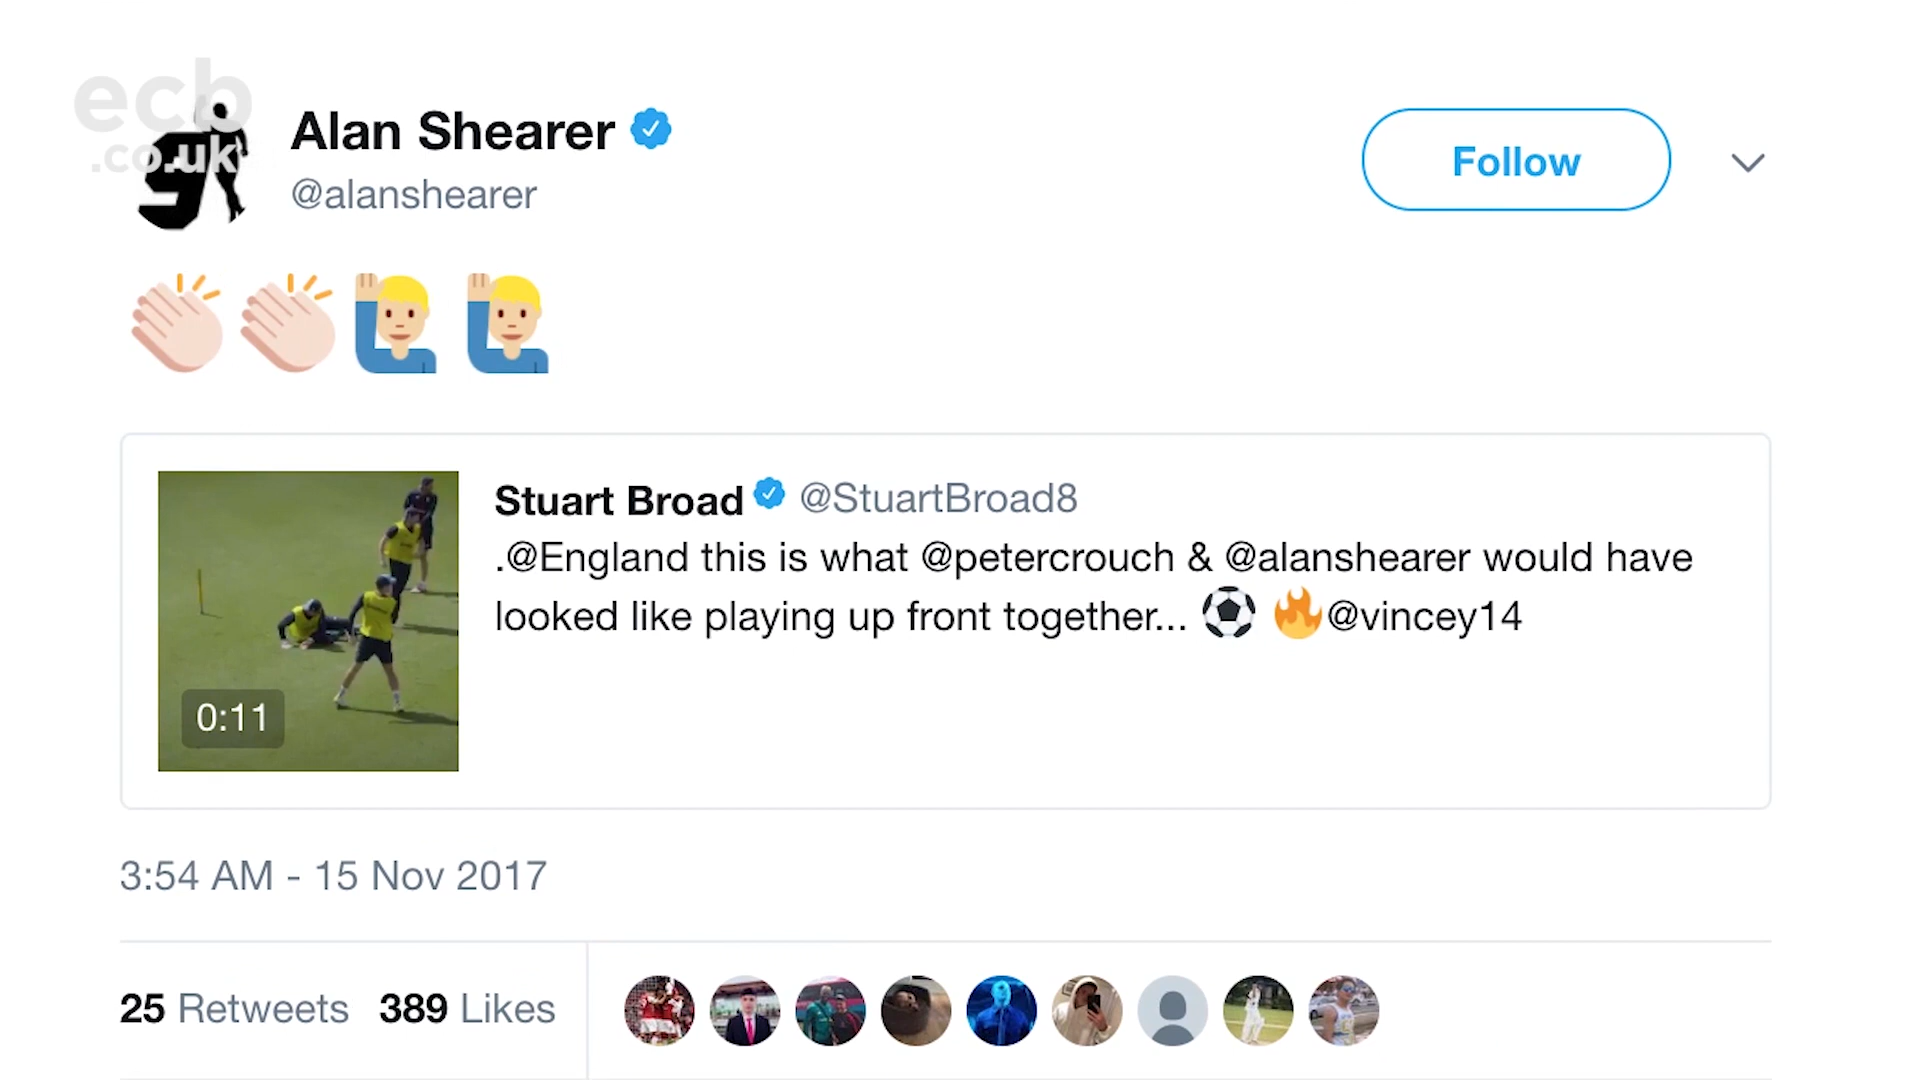 ecb
.co.uk
Alan Shearer
@alanshearer
Follow
9
👏🏻 👏🏻 🙋🏼‍♂️ 🙋🏼‍♂️
Stuart Broad @StuartBroad8
.@England this is what @petercrouch & @alanshearer would have
looked like playing up front together... ⚽ 🔥@vincey14
0:11
3:54 AM - 15 Nov 2017
25 Retweets 389 Likes